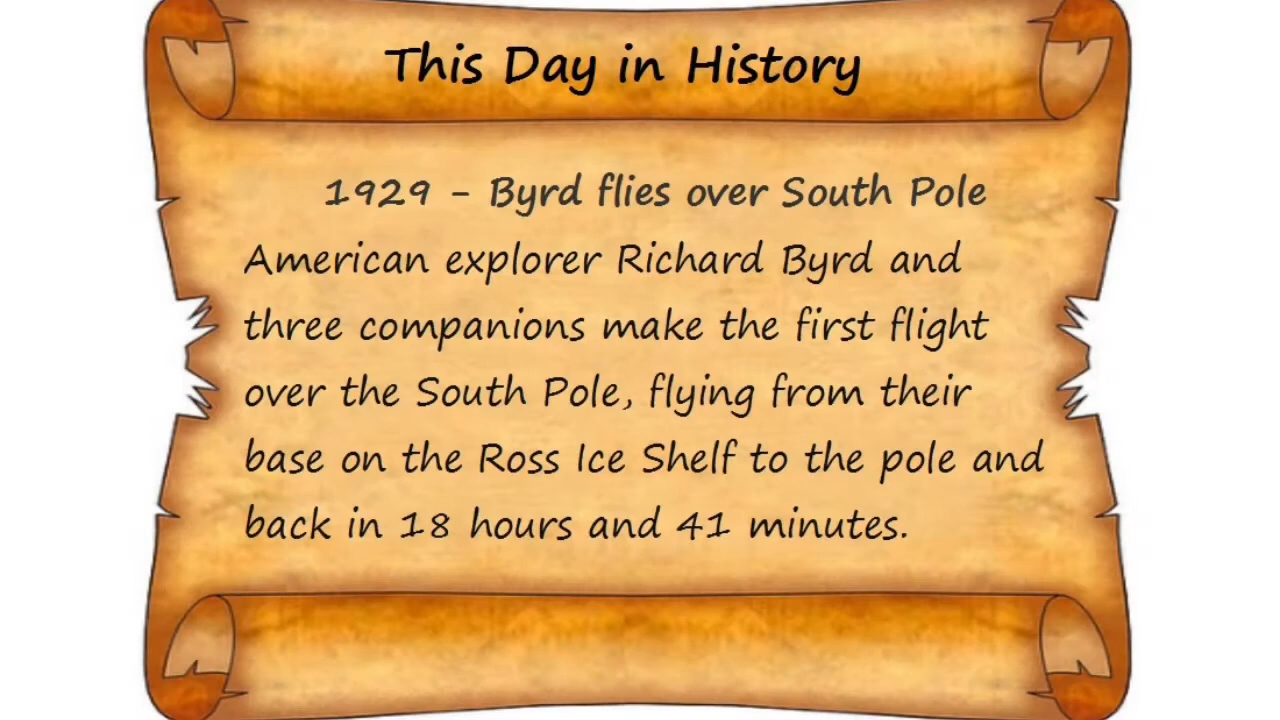 This Day in History
1929 - Byrd flies over South Pole
American explorer Richard Byrd and
three companions make the first flight
over the South Pole, flying from their
base on the Ross Ice Shelf to the pole and
back in 18 hours and 41 minutes.